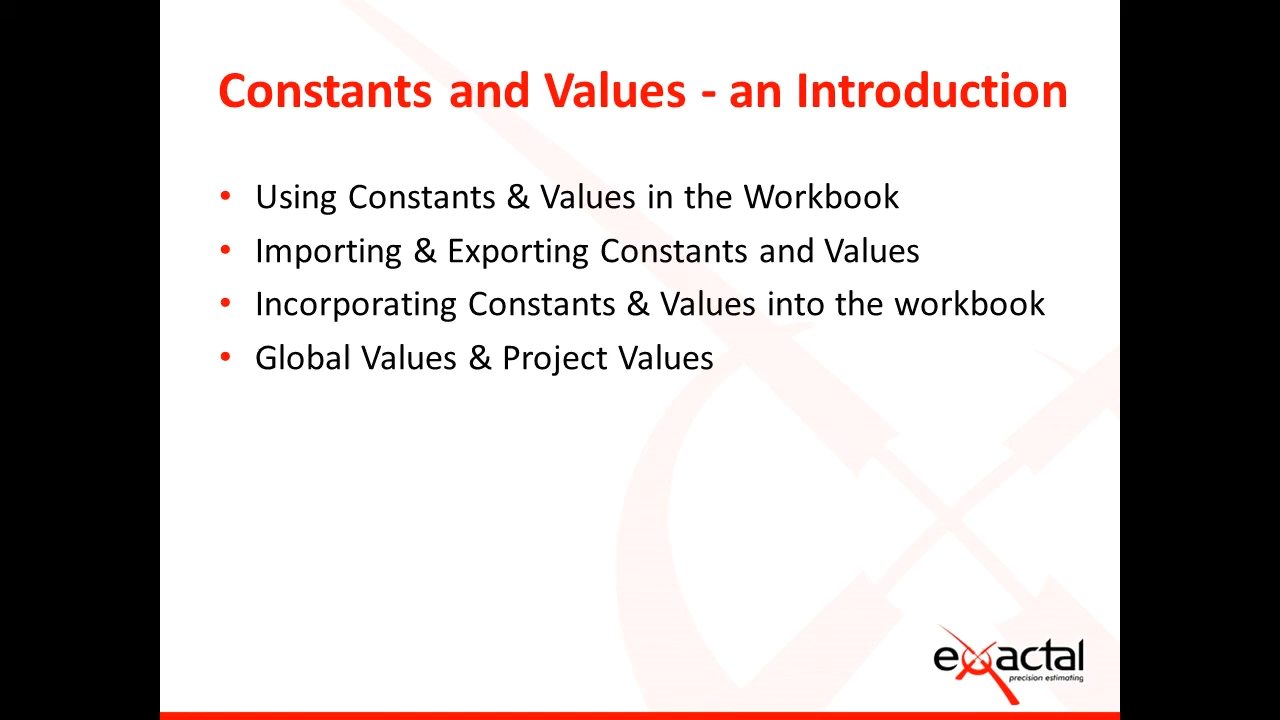 Constants and Values - an Introduction
• Using Constants & Values in the Workbook
• Importing & Exporting Constants and Values
• Incorporating Constants & Values into the workbook
• Global Values & Project Values
exactal
precision estimating